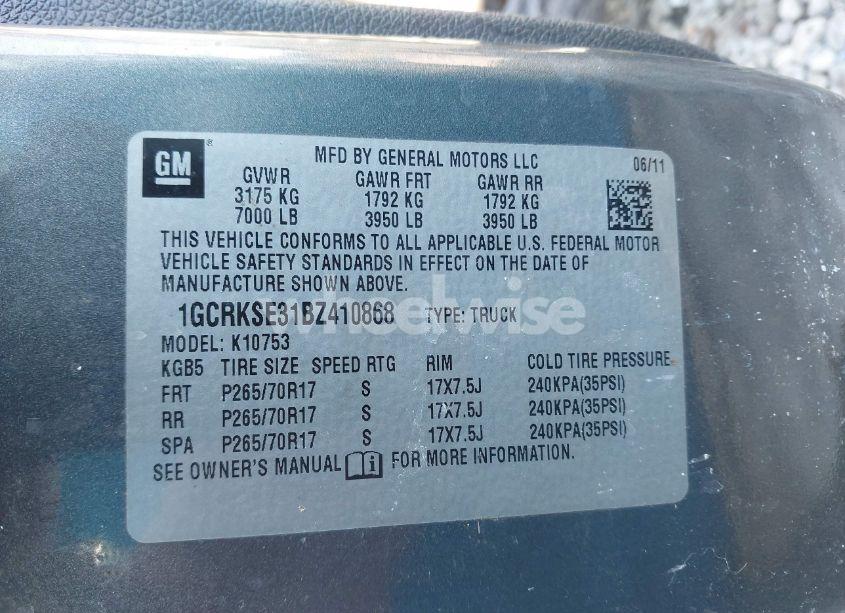 GM ®
MFD BY GENERAL MOTORS LLC 06/11
GVWR GAWR FRT GAWR RR
3175 KG 1792 KG 1792 KG
7000 LB 3950 LB 3950 LB
THIS VEHICLE CONFORMS TO ALL APPLICABLE U.S. FEDERAL MOTOR
VEHICLE SAFETY STANDARDS IN EFFECT ON THE DATE OF
MANUFACTURE SHOWN ABOVE.
1GCRKSE31BZ410868 TYPE: TRUCK
wheelwise
MODEL: K10753
KGB5 TIRE SIZE SPEED RTG RIM COLD TIRE PRESSURE
FRT P265/70R17 S 17X7.5J 240KPA(35PSI)
RR P265/70R17 S 17X7.5J 240KPA(35PSI)
SPA P265/70R17 S 17X7.5J 240KPA(35PSI)
SEE OWNER'S MANUAL i FOR MORE INFORMATION.